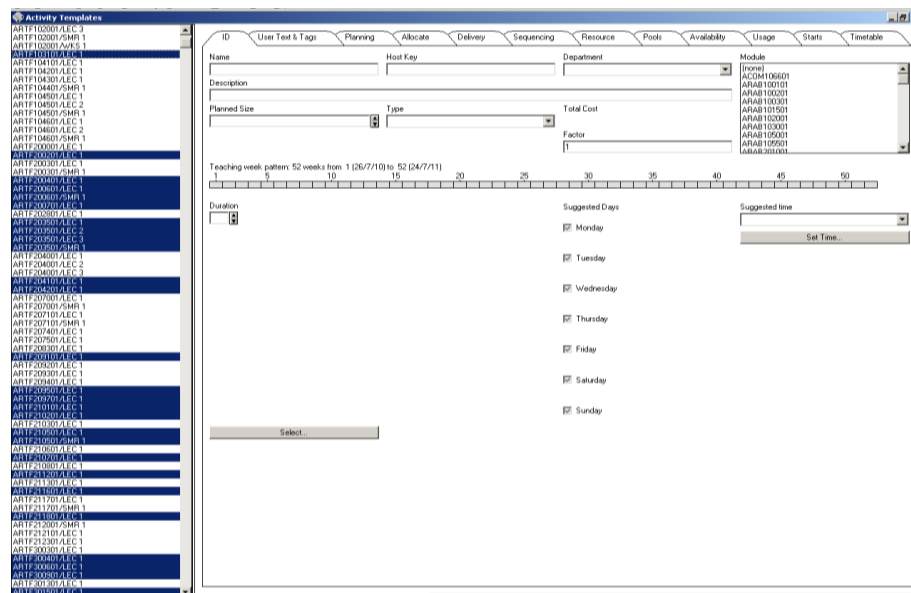 Activity Templates
ARTF102001/LEC 3
ARTF102001/SMR 1
ARTF102001/WKS 1
ARTF103101/LEC 1
ARTF104101/LEC 1
ARTF104201/LEC 1
ARTF104301/LEC 1
ARTF104401/SMR 1
ARTF104501/LEC 1
ARTF104501/LEC 2
ARTF104501/SMR 1
ARTF104601/LEC 1
ARTF104601/LEC 2
ARTF104601/SMR 1
ARTF200001/LEC 1
ARTF200201/LEC 1
ARTF200301/LEC 1
ARTF200301/SMR 1
ARTF200401/LEC 1
ARTF200601/LEC 1
ARTF200601/SMR 1
ARTF200701/LEC 1
ARTF202801/LEC 1
ARTF203501/LEC 1
ARTF203501/LEC 2
ARTF203501/LEC 3
ARTF203501/SMR 1
ARTF204001/LEC 1
ARTF204001/LEC 2
ARTF204001/LEC 3
ARTF204101/LEC 1
ARTF204201/LEC 1
ARTF207001/LEC 1
ARTF207001/SMR 1
ARTF207101/LEC 1
ARTF207101/SMR 1
ARTF207401/LEC 1
ARTF207501/LEC 1
ARTF208301/LEC 1
ARTF209101/LEC 1
ARTF209201/LEC 1
ARTF209301/LEC 1
ARTF209401/LEC 1
ARTF209501/LEC 1
ARTF209701/LEC 1
ARTF210101/LEC 1
ARTF210201/LEC 1
ARTF210301/LEC 1
ARTF210501/LEC 1
ARTF210501/SMR 1
ARTF210601/LEC 1
ARTF210701/LEC 1
ARTF210801/LEC 1
ARTF211201/LEC 1
ARTF211301/LEC 1
ARTF211601/LEC 1
ARTF211701/LEC 1
ARTF211701/SMR 1
ARTF211801/LEC 1
ARTF212001/SMR 1
ARTF212101/LEC 1
ARTF212301/LEC 1
ARTF300301/LEC 1
ARTF300401/LEC 1
ARTF300601/LEC 1
ARTF300901/LEC 1
ARTF301301/LEC 1
ARTF301501/LEC 1
ID User Text & Tags Planning Allocate Delivery Sequencing Resource Pools Availability Usage Starts Timetable
Name Host Key Department Module
(none)
ACOM106601
ARAB100101
ARAB100201
ARAB100301
ARAB101501
ARAB102001
ARAB103001
ARAB105001
ARAB105501
ARAB201001
Description
Planned Size Type Total Cost
Factor
1
Teaching week pattern: 52 weeks from 1 (26/7/10) to 52 (24/7/11)
1 5 10 15 20 25 30 35 40 45 50
Duration Suggested Days Suggested time
Set Time...
Monday
Tuesday
Wednesday
Thursday
Friday
Saturday
Sunday
Select...